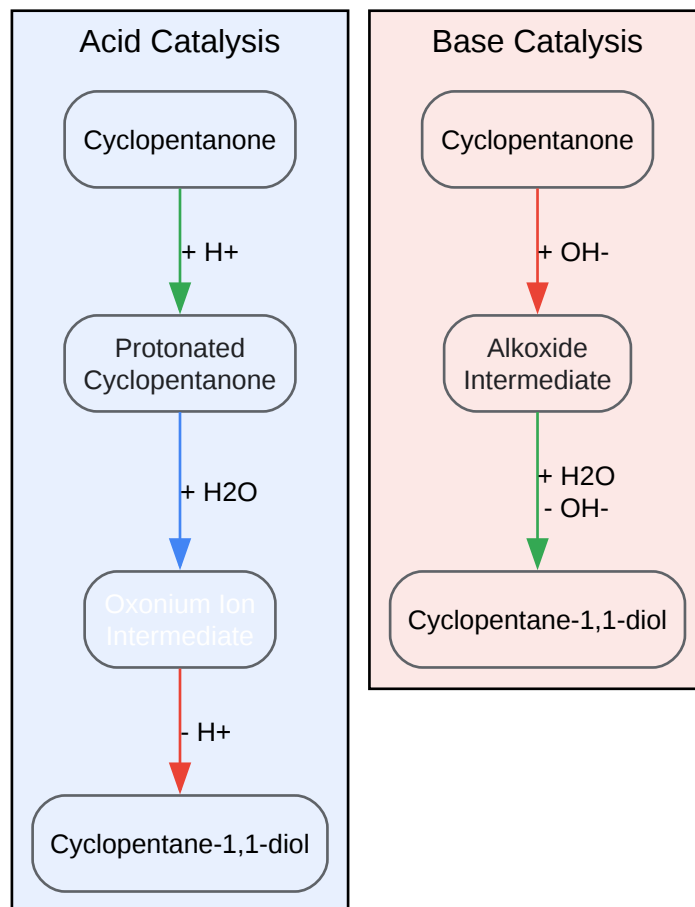 Acid Catalysis
Cyclopentanone
+ H+
Protonated
Cyclopentanone
+ H2O
Oxonium Ion
Intermediate
- H+
Cyclopentane-1,1-diol
Base Catalysis
Cyclopentanone
+ OH-
Alkoxide
Intermediate
+ H2O
- OH-
Cyclopentane-1,1-diol